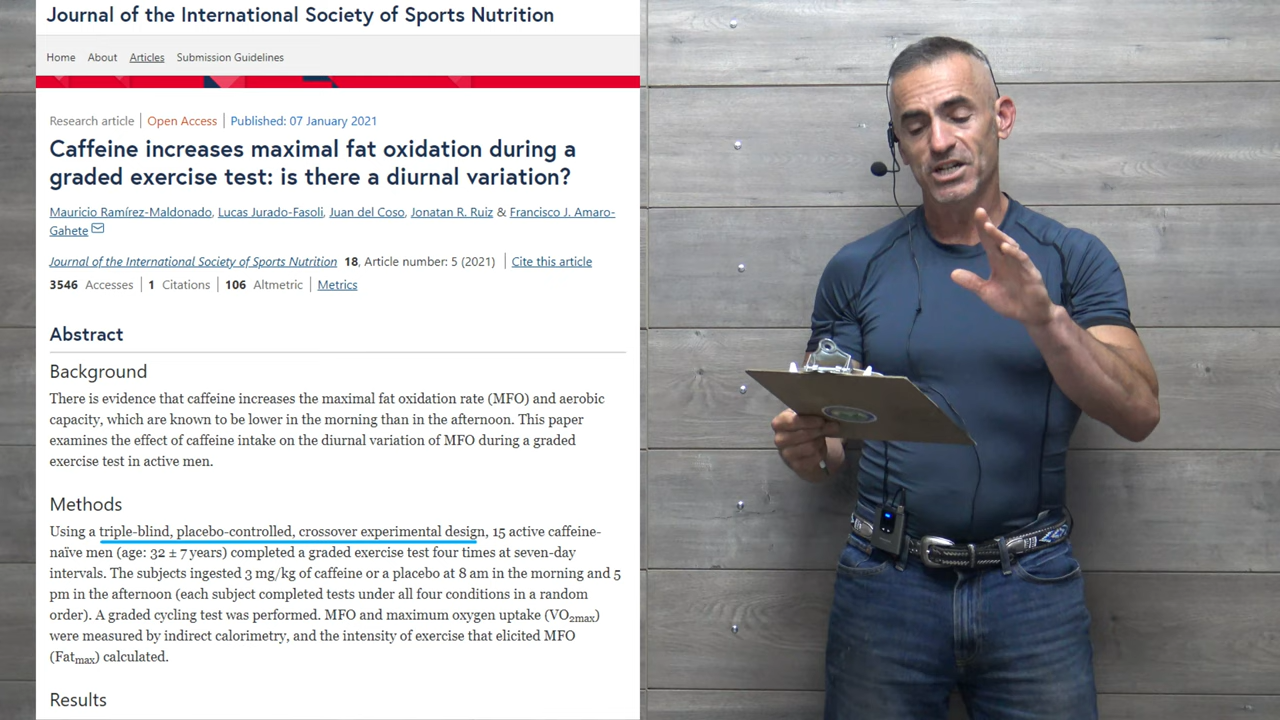 Journal of the International Society of Sports Nutrition
Home About Articles Submission Guidelines
Research article | Open Access | Published: 07 January 2021
Caffeine increases maximal fat oxidation during a
graded exercise test: is there a diurnal variation?
Mauricio Ramírez-Maldonado, Lucas Jurado-Fasoli, Juan del Coso, Jonatan R. Ruiz & Francisco J. Amaro-
Gahete
Journal of the International Society of Sports Nutrition 18, Article number: 5 (2021) | Cite this article
3546 Accesses | 1 Citations | 106 Altmetric | Metrics
Abstract
Background
There is evidence that caffeine increases the maximal fat oxidation rate (MFO) and aerobic
capacity, which are known to be lower in the morning than in the afternoon. This paper
examines the effect of caffeine intake on the diurnal variation of MFO during a graded
exercise test in active men.
Methods
Using a triple-blind, placebo-controlled, crossover experimental design, 15 active caffeine-
naïve men (age: 32 ± 7 years) completed a graded exercise test four times at seven-day
intervals. The subjects ingested 3 mg/kg of caffeine or a placebo at 8 am in the morning and 5
pm in the afternoon (each subject completed tests under all four conditions in a random
order). A graded cycling test was performed. MFO and maximum oxygen uptake (VO2max)
were measured by indirect calorimetry, and the intensity of exercise that elicited MFO
(Fatmax) calculated.
Results